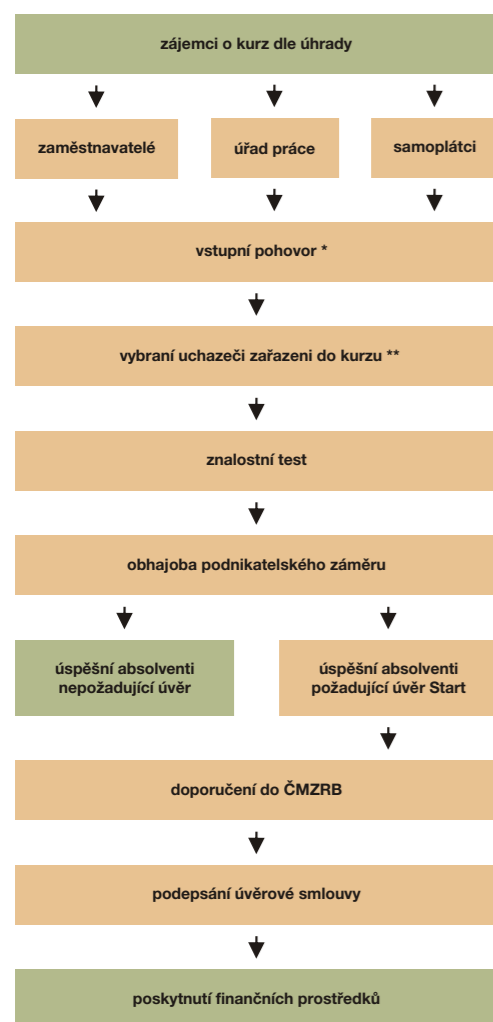 zájemci o kurz dle úhrady
zaměstnavatelé
úřad práce
samoplátci
vstupní pohovor *
vybraní uchazeči zařazeni do kurzu **
znalostní test
obhajoba podnikatelského záměru
úspěšní absolventi
nepožadující úvěr
úspěšní absolventi
požadující úvěr Start
doporučení do ČMZRB
podepsání úvěrové smlouvy
poskytnutí finančních prostředků